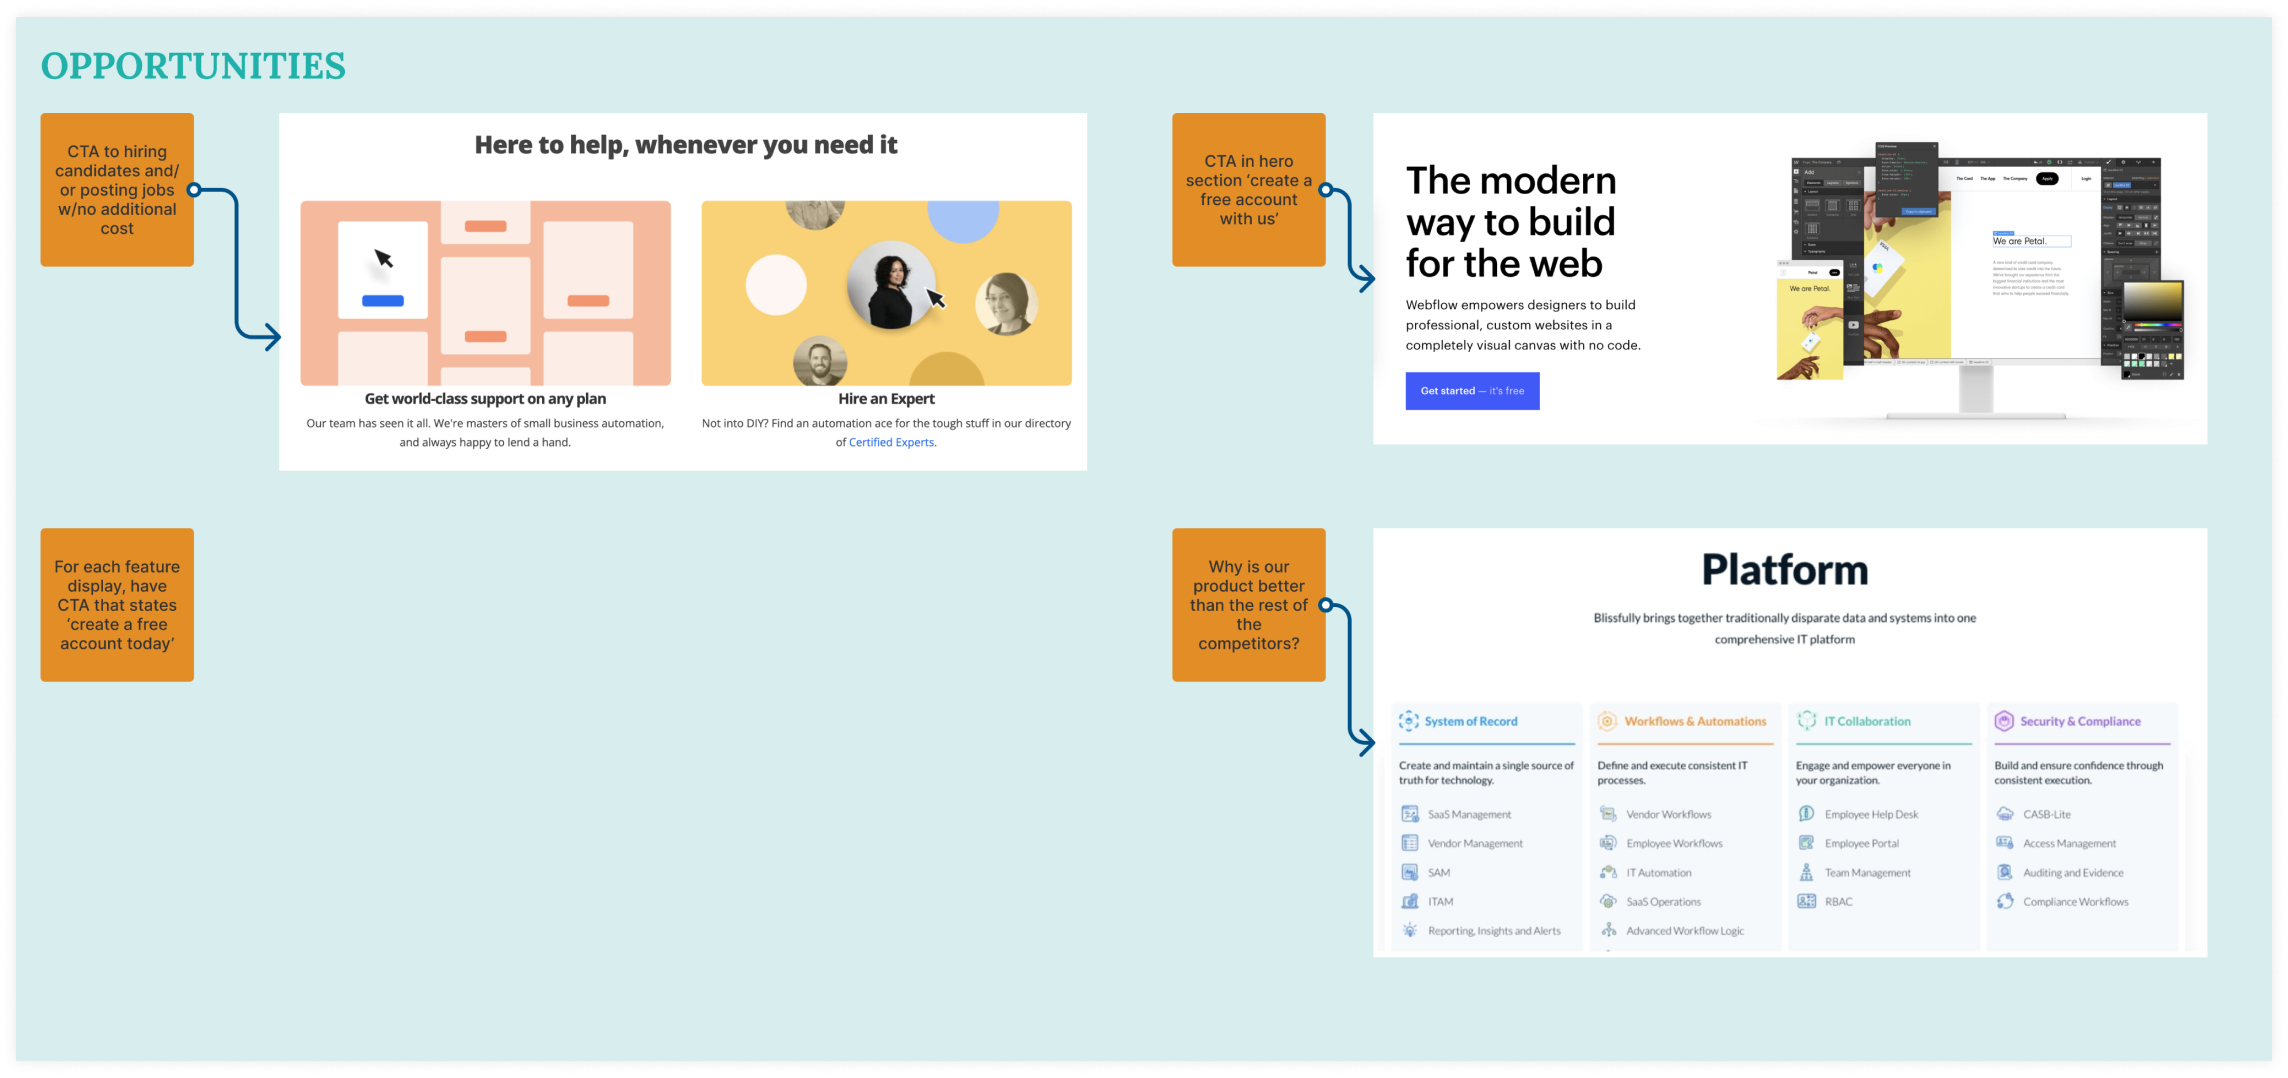 OPPORTUNITIES
CTA to hiring
candidates and/
or posting jobs
w/no additional
cost
Here to help, whenever you need it
Get world-class support on any plan
Our team has seen it all. We're masters of small business automation,
and always happy to lend a hand.
Hire an Expert
Not into DIY? Find an automation ace for the tough stuff in our directory
of Certified Experts.
CTA in hero
section ‘create a
free account
with us’
The modern
way to build
for the web
Webflow empowers designers to build
professional, custom websites in a
completely visual canvas with no code.
Get started — it's free
Add
The Card The App The Company Apply Login
We are Petal.
Petal
We are Petal.
For each feature
display, have
CTA that states
‘create a free
account today’
Why is our
product better
than the rest of
the
competitors?
Platform
Blissfully brings together traditionally disparate data and systems into one
comprehensive IT platform
System of Record
Create and maintain a single source of
truth for technology.
SaaS Management
Vendor Management
SAM
ITAM
Reporting, Insights and Alerts
Workflows & Automations
Define and execute consistent IT
processes.
Vendor Workflows
Employee Workflows
IT Automation
SaaS Operations
Advanced Workflow Logic
IT Collaboration
Engage and empower everyone in
your organization.
Employee Help Desk
Employee Portal
Team Management
RBAC
Security & Compliance
Build and ensure confidence through
consistent execution.
CASB-Lite
Access Management
Auditing and Evidence
Compliance Workflows